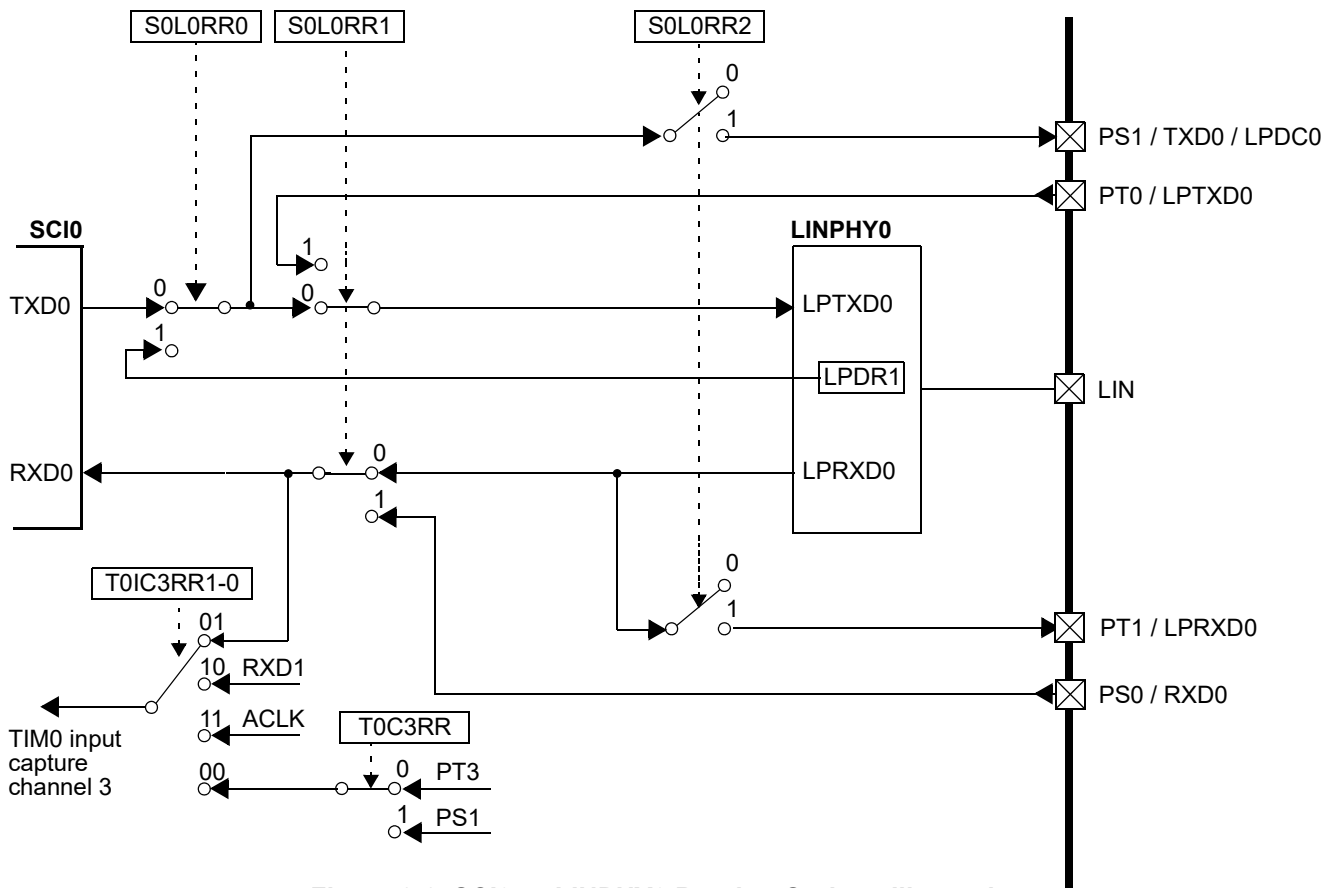 S0L0RR0 S0L0RR1 S0L0RR2
0
1
PS1 / TXD0 / LPDC0
PT0 / LPTXD0
SCI0
LINPHY0
1
0
0
TXD0
LPTXD0
1
LPDR1
LIN
0
RXD0
LPRXD0
1
T0IC3RR1-0
0
01
1
PT1 / LPRXD0
10 RXD1
PS0 / RXD0
11 ACLK
T0C3RR
TIM0 input
capture
channel 3
00
0 PT3
1 PS1